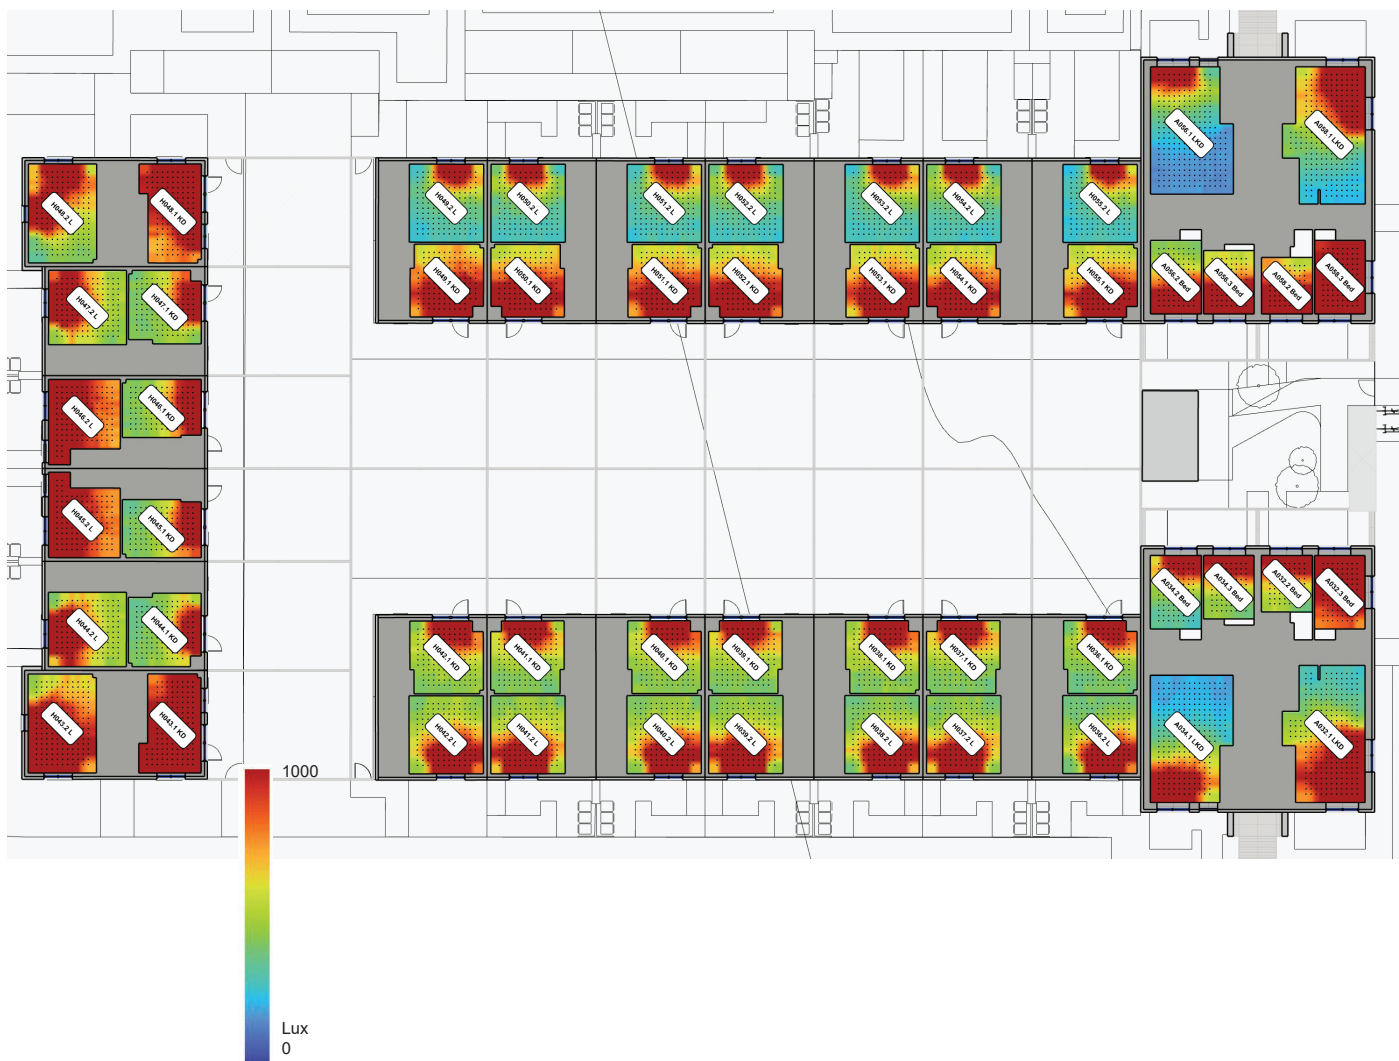 A056.1 LKD
A058.1 LKD
H048.2 L
H048.1 KD
H049.2 L
H050.2 L
H051.2 L
H052.2 L
H053.2 L
H054.2 L
H055.2 L
H047.2 L
H047.1 KD
H049.1 KD
H050.1 KD
H051.1 KD
H052.1 KD
H053.1 KD
H054.1 KD
H055.1 KD
A056.2 Bed
A056.3 Bed
A058.2 Bed
A058.3 Bed
H046.2 L
H046.1 KD
H045.2 L
H045.1 KD
A034.2 Bed
A034.3 Bed
A032.2 Bed
A032.3 Bed
H044.2 L
H044.1 KD
H042.1 KD
H041.1 KD
H040.1 KD
H039.1 KD
H038.1 KD
H037.1 KD
H036.1 KD
H043.2 L
H043.1 KD
H042.2 L
H041.2 L
H040.2 L
H039.2 L
H038.2 L
H037.2 L
H036.2 L
A034.1 LKD
A032.1 LKD
1000
Lux
0